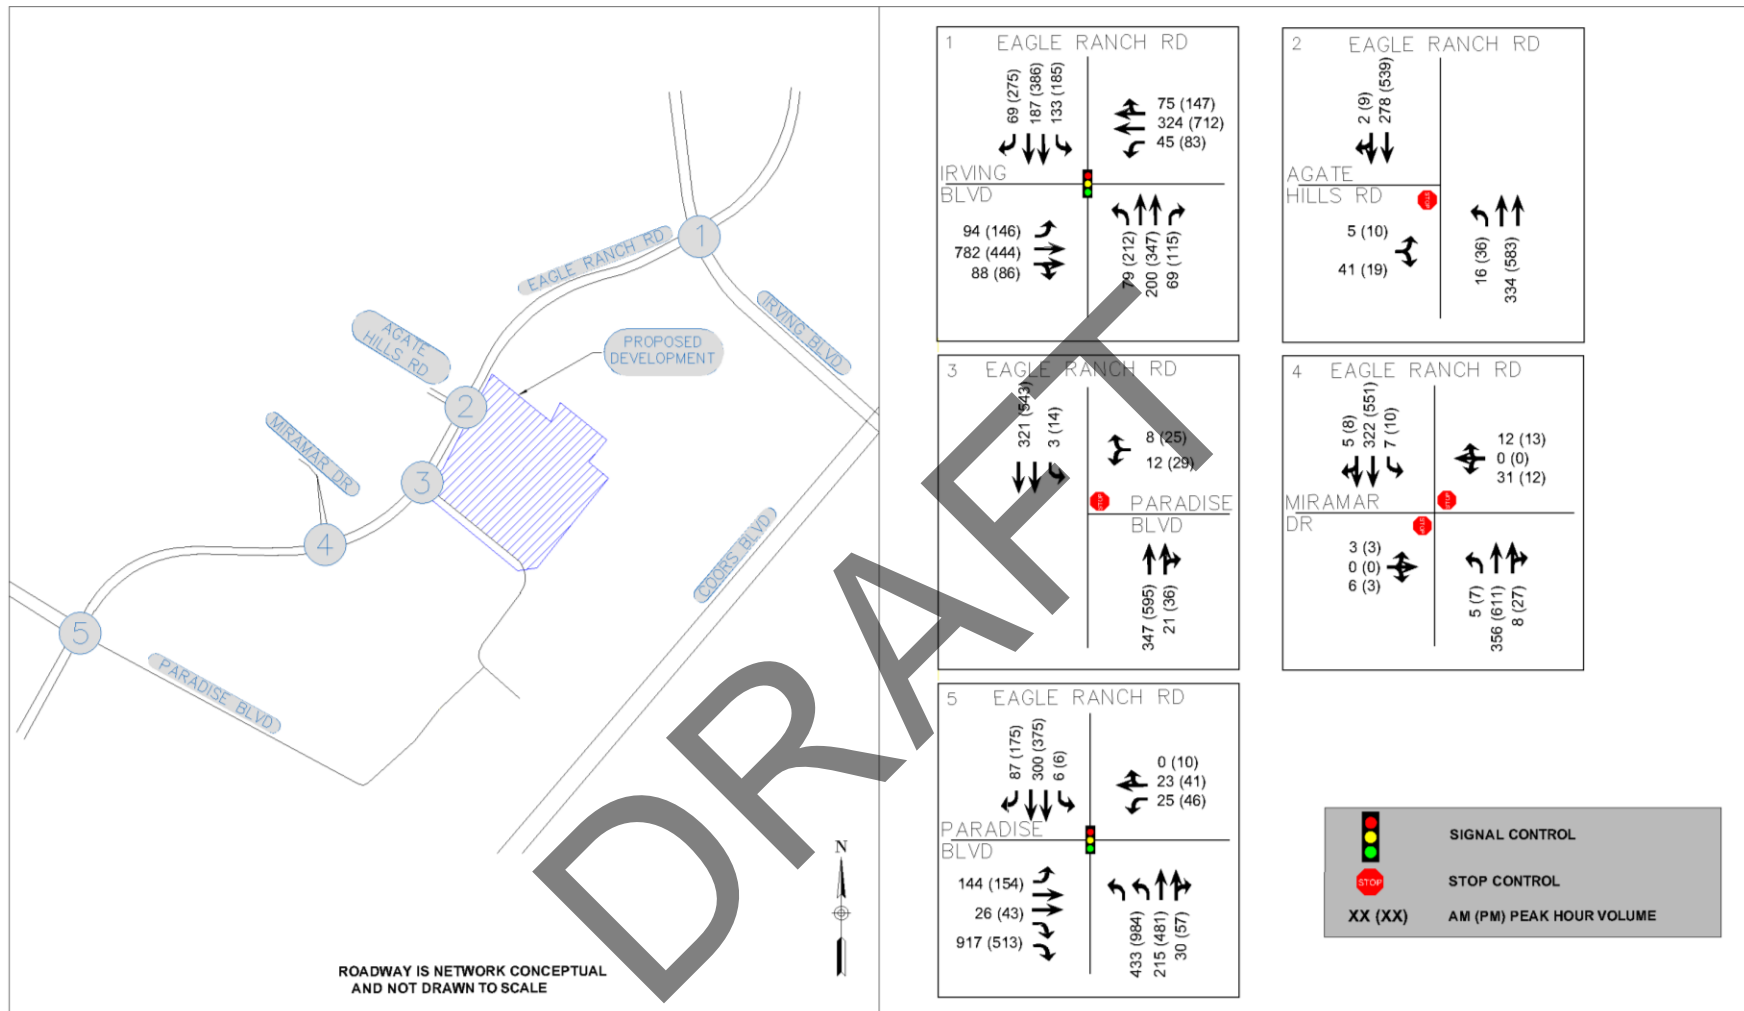 EAGLE RANCH RD
IRVING BLVD
AGATE
HILLS RD
PROPOSED
DEVELOPMENT
MIRAMAR DR
COORS BLVD
PARADISE BLVD
1
2
3
4
5
N
ROADWAY IS NETWORK CONCEPTUAL
AND NOT DRAWN TO SCALE
DRAFT
1 EAGLE RANCH RD
69 (275)
187 (386)
133 (185)
75 (147)
324 (712)
45 (83)
IRVING
BLVD
94 (146)
782 (444)
88 (86)
79 (212)
200 (347)
69 (115)
2 EAGLE RANCH RD
2 (9)
278 (539)
AGATE
HILLS RD
5 (10)
41 (19)
16 (36)
334 (583)
3 EAGLE RANCH RD
321 (543)
3 (14)
8 (25)
12 (29)
STOP
PARADISE
BLVD
347 (595)
21 (36)
4 EAGLE RANCH RD
5 (8)
322 (551)
7 (10)
12 (13)
0 (0)
31 (12)
STOP
MIRAMAR
DR
STOP
3 (3)
0 (0)
6 (3)
5 (7)
356 (611)
8 (27)
5 EAGLE RANCH RD
87 (175)
300 (375)
6 (6)
0 (10)
23 (41)
25 (46)
PARADISE
BLVD
144 (154)
26 (43)
917 (513)
433 (984)
215 (481)
30 (57)
SIGNAL CONTROL
STOP
STOP CONTROL
XX (XX) AM (PM) PEAK HOUR VOLUME